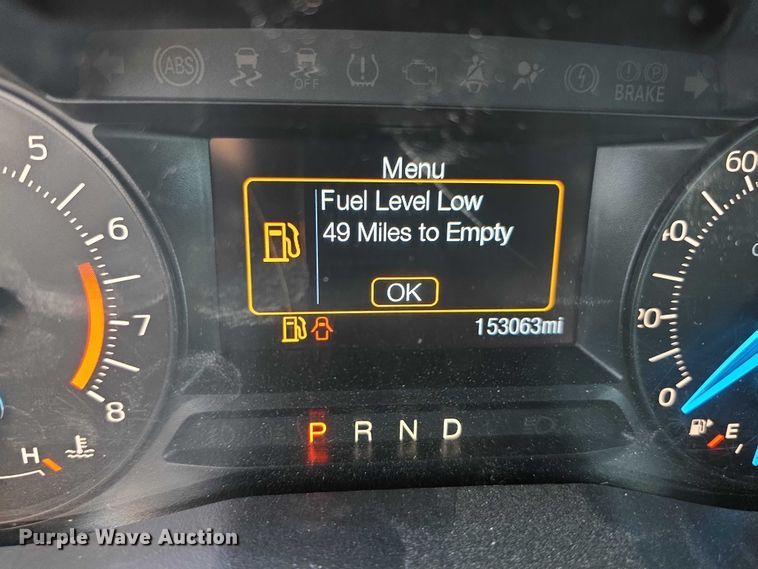 ABS
OFF
BRAKE
Menu
Fuel Level Low
49 Miles to Empty
OK
153063mi
5
6
7
8
H
P R N D
60
40
20
0
E
Purple Wave Auction